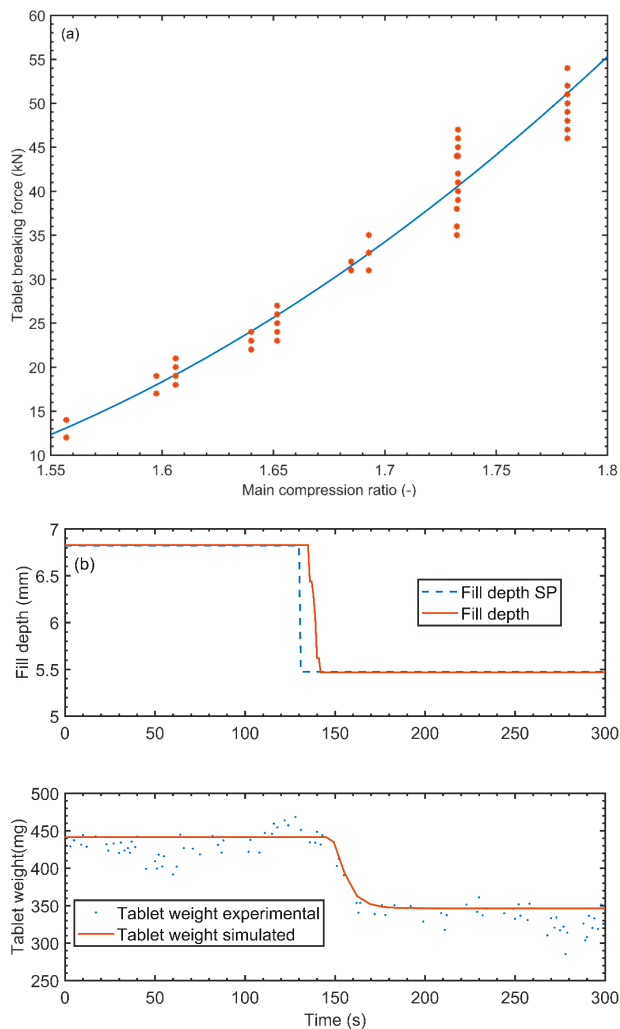 (a)
60
55
50
45
40
35
30
25
20
15
10
Tablet breaking force (kN)
1.55 1.6 1.65 1.7 1.75 1.8
Main compression ratio (-)
(b)
7
6.5
6
5.5
5
Fill depth (mm)
Fill depth SP
Fill depth
0 50 100 150 200 250 300
500
450
400
350
300
250
Tablet weight(mg)
Tablet weight experimental
Tablet weight simulated
0 50 100 150 200 250 300
Time (s)